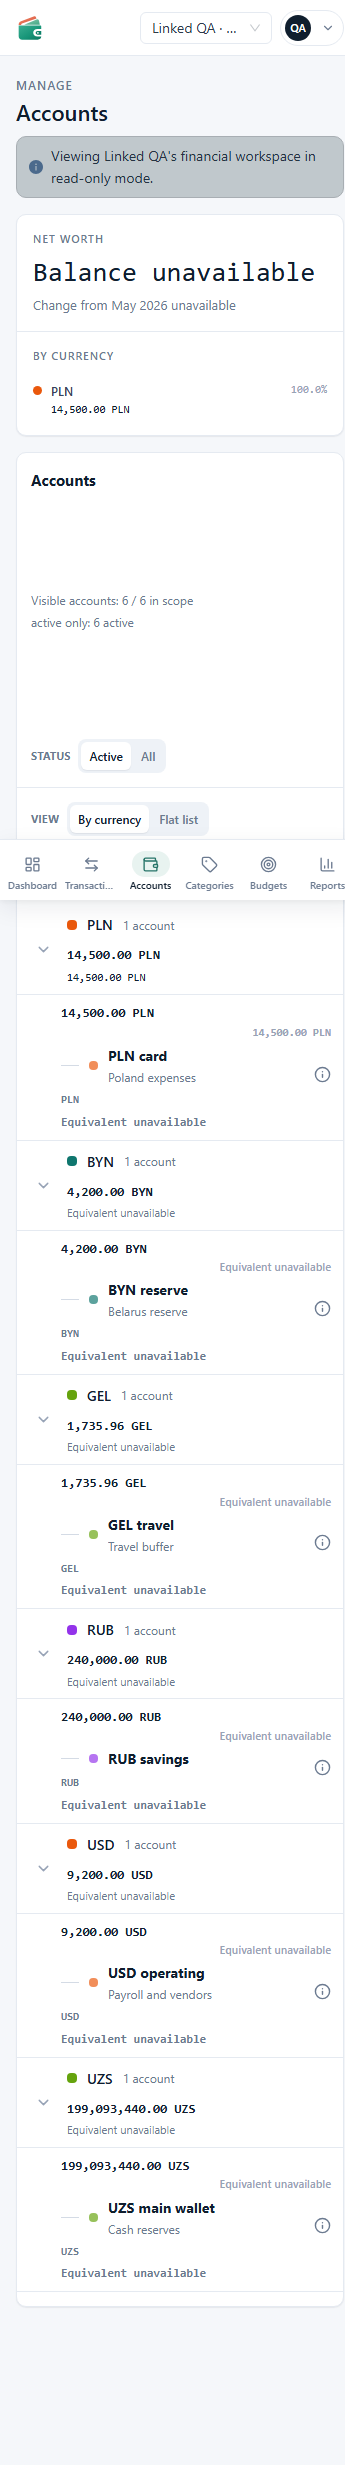 Linked QA · ...
QA
MANAGE
Accounts
Viewing Linked QA's financial workspace in
read-only mode.
NET WORTH
Balance unavailable
Change from May 2026 unavailable
BY CURRENCY
PLN
100.0%
14,500.00 PLN
Accounts
Visible accounts: 6 / 6 in scope
active only: 6 active
STATUS Active All
VIEW By currency Flat list
Dashboard Transacti... Accounts Categories Budgets Reports
PLN 1 account
14,500.00 PLN
14,500.00 PLN
14,500.00 PLN
14,500.00 PLN
PLN card
Poland expenses
PLN
Equivalent unavailable
BYN 1 account
4,200.00 BYN
Equivalent unavailable
4,200.00 BYN
Equivalent unavailable
BYN reserve
Belarus reserve
BYN
Equivalent unavailable
GEL 1 account
1,735.96 GEL
Equivalent unavailable
1,735.96 GEL
Equivalent unavailable
GEL travel
Travel buffer
GEL
Equivalent unavailable
RUB 1 account
240,000.00 RUB
Equivalent unavailable
240,000.00 RUB
Equivalent unavailable
RUB savings
RUB
Equivalent unavailable
USD 1 account
9,200.00 USD
Equivalent unavailable
9,200.00 USD
Equivalent unavailable
USD operating
Payroll and vendors
USD
Equivalent unavailable
UZS 1 account
199,093,440.00 UZS
Equivalent unavailable
199,093,440.00 UZS
Equivalent unavailable
UZS main wallet
Cash reserves
UZS
Equivalent unavailable